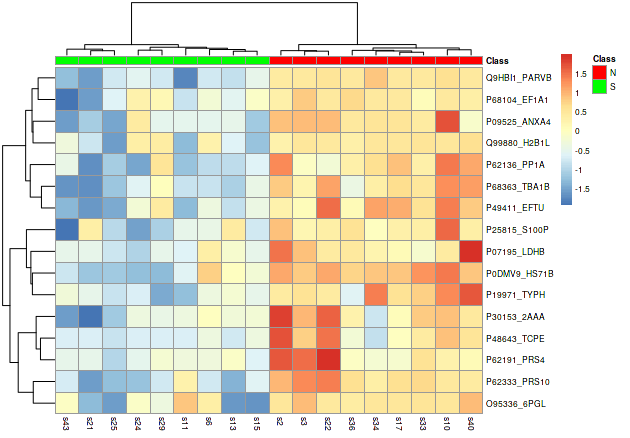 Class
Q9HBI1_PARVB
P68104_EF1A1
P09525_ANXA4
Q99880_H2B1L
P62136_PP1A
P68363_TBA1B
P49411_EFTU
P25815_S100P
P07195_LDHB
P0DMV9_HS71B
P19971_TYPH
P30153_2AAA
P48643_TCPE
P62191_PRS4
P62333_PRS10
O95336_6PGL
s43 s21 s25 s24 s29 s11 s6 s13 s15 s2 s3 s22 s36 s34 s17 s33 s10 s40
1.5
1
0.5
0
-0.5
-1
-1.5
Class
N
S